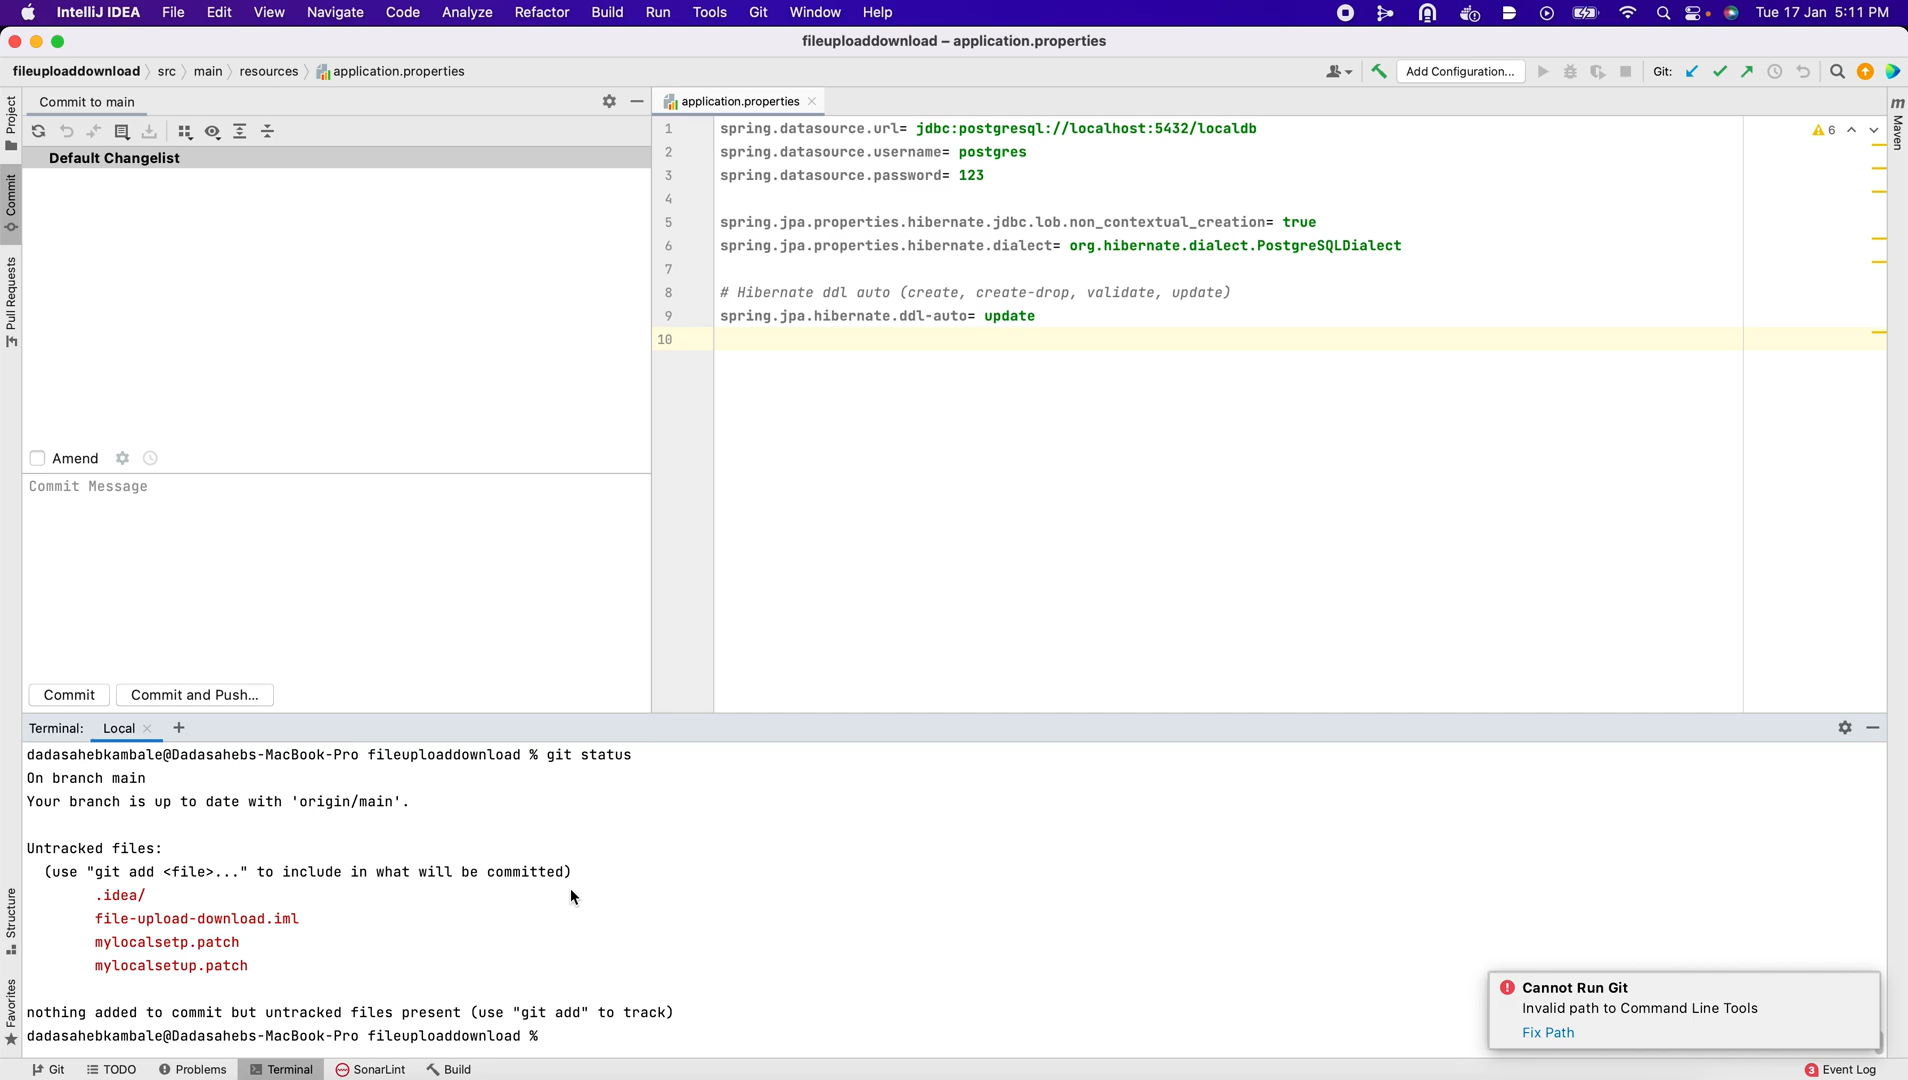 IntelliJ IDEA File Edit View Navigate Code Analyze Refactor Build Run Tools Git Window Help Tue 17 Jan 5:11 PM
fileuploaddownload – application.properties
fileuploaddownload src main resources application.properties Add Configuration... Git:
Project
Commit
Pull Requests
Structure
Favorites
Commit to main
Default Changelist
Amend
Commit Message
Commit Commit and Push...
application.properties
1 spring.datasource.url= jdbc:postgresql://localhost:5432/localdb
2 spring.datasource.username= postgres
3 spring.datasource.password= 123
4
5 spring.jpa.properties.hibernate.jdbc.lob.non_contextual_creation= true
6 spring.jpa.properties.hibernate.dialect= org.hibernate.dialect.PostgreSQLDialect
7
8 # Hibernate ddl auto (create, create-drop, validate, update)
9 spring.jpa.hibernate.ddl-auto= update
10
6
m Maven
Terminal: Local +
dadasahebkambale@Dadasahebs-MacBook-Pro fileuploaddownload % git status
On branch main
Your branch is up to date with 'origin/main'.
Untracked files:
(use "git add <file>..." to include in what will be committed)
.idea/
file-upload-download.iml
mylocalsetp.patch
mylocalsetup.patch
nothing added to commit but untracked files present (use "git add" to track)
dadasahebkambale@Dadasahebs-MacBook-Pro fileuploaddownload %
Cannot Run Git
Invalid path to Command Line Tools
Fix Path
Git TODO Problems Terminal SonarLint Build 3 Event Log